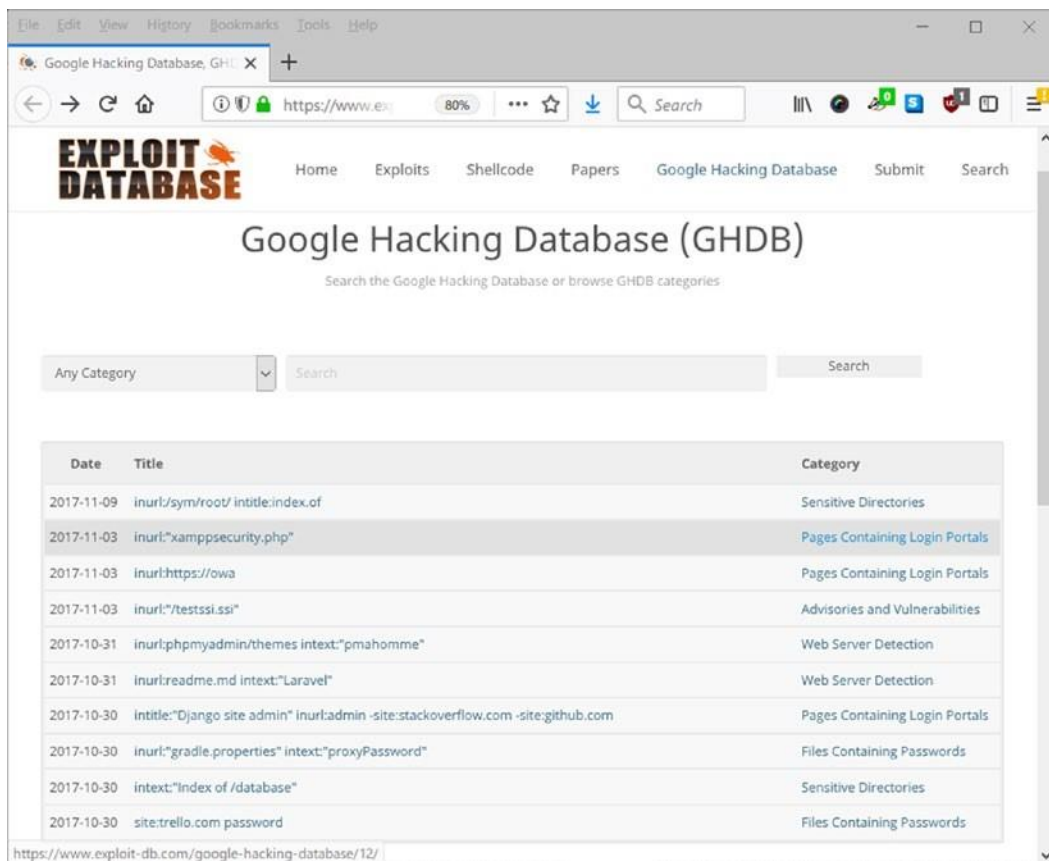 File Edit View History Bookmarks Tools Help
Google Hacking Database, GH
https://www.ex 80% Search 0 S 1
EXPLOIT
DATABASE
Home Exploits Shellcode Papers Google Hacking Database Submit Search
Google Hacking Database (GHDB)
Search the Google Hacking Database or browse GHDB categories
Any Category Search Search
Date Title Category
2017-11-09 inurl:/sym/root/ intitle:index.of Sensitive Directories
2017-11-03 inurl:"xamppsecurity.php" Pages Containing Login Portals
2017-11-03 inurl:https://owa Pages Containing Login Portals
2017-11-03 inurl:"/testssi.ssi" Advisories and Vulnerabilities
2017-10-31 inurl:phpmyadmin/themes intext:"pmahomme" Web Server Detection
2017-10-31 inurl:readme.md intext:"Laravel" Web Server Detection
2017-10-30 intitle:"Django site admin" inurl:admin -site:stackoverflow.com -site:github.com Pages Containing Login Portals
2017-10-30 inurl:"gradle.properties" intext:"proxyPassword" Files Containing Passwords
2017-10-30 intext:"Index of /database" Sensitive Directories
2017-10-30 site:trello.com password Files Containing Passwords
https://www.exploit-db.com/google-hacking-database/12/